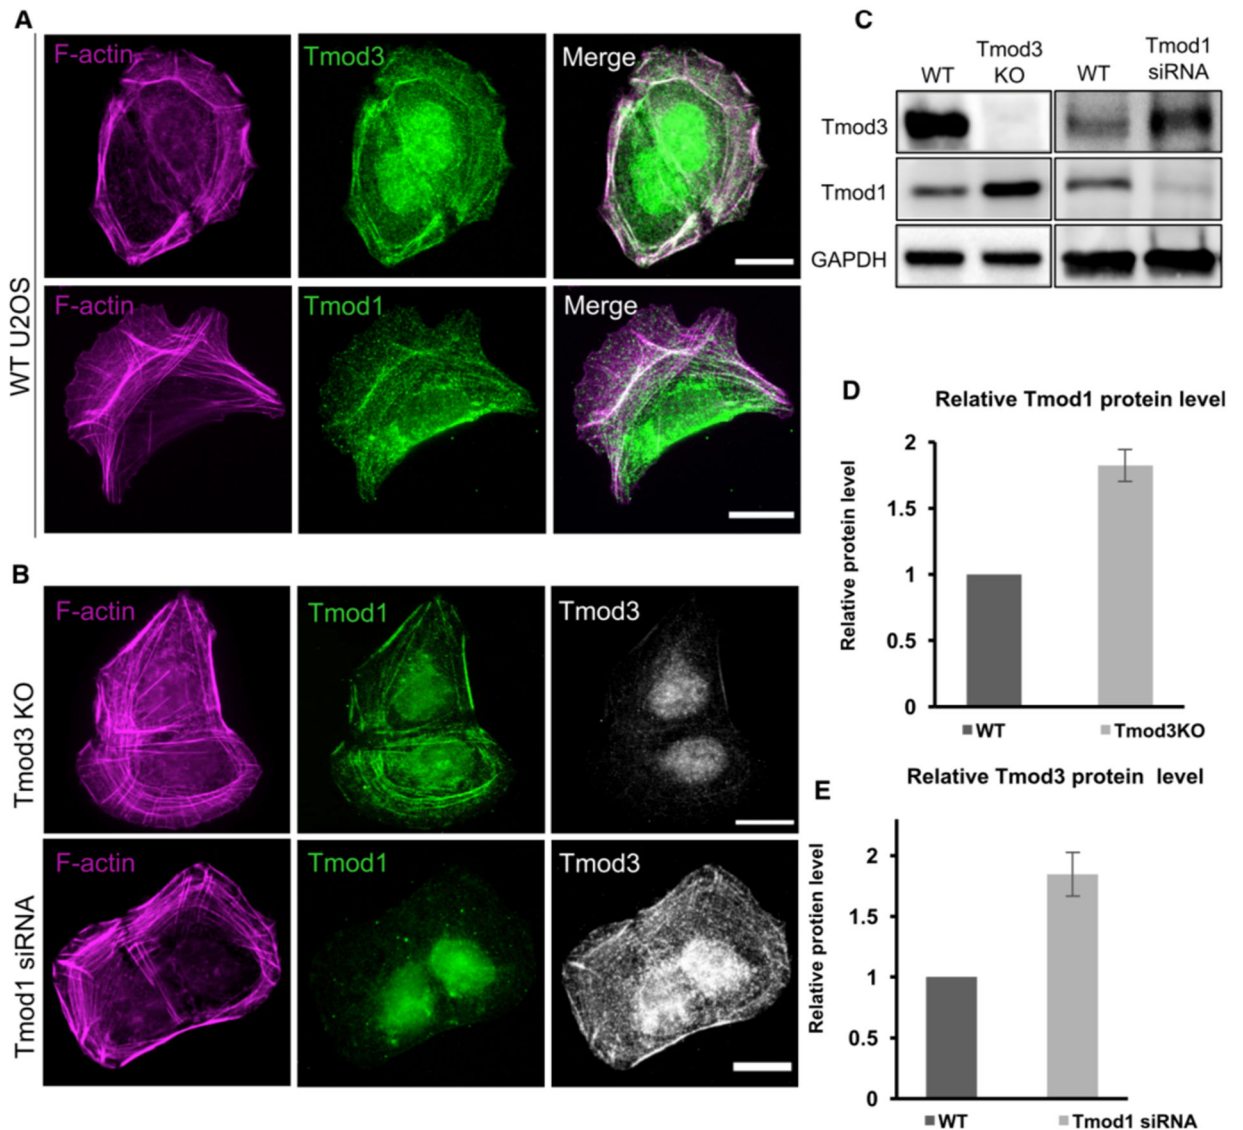 A
F-actin
Tmod3
Merge
F-actin
Tmod1
Merge
WT U2OS
B
F-actin
Tmod1
Tmod3
F-actin
Tmod1
Tmod3
Tmod3 KO
Tmod1 siRNA
C
WT
Tmod3
KO
WT
Tmod1
siRNA
Tmod3
Tmod1
GAPDH
D
Relative Tmod1 protein level
Relative protein level
2
1.5
1
0.5
0
WT
Tmod3KO
E
Relative Tmod3 protein level
Relative protien level
2
1.5
1
0.5
0
WT
Tmod1 siRNA